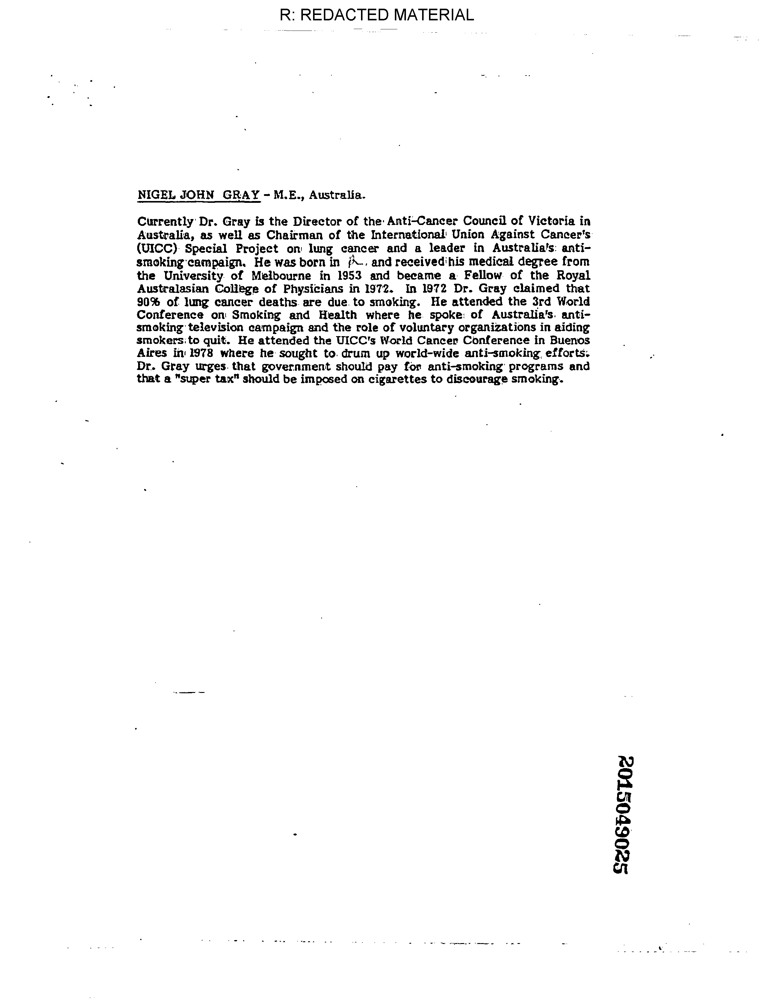 R: REDACTED MATERIAL
NIGEL JOHN GRAY - M.E., Australia.
Currently Dr. Gray is the Director of the Anti-Cancer Council of Victoria in
Australia, as well as Chairman of the International Union Against Cancer's
(UICC) Special Project on lung cancer and a leader in Australia's anti-
smoking campaign. He was born in and received his medical degree from
the University of Melbourne in 1953 and became a Fellow of the Royal
Australasian College of Physicians in 1972. In 1972 Dr. Gray claimed that
90% of lung cancer deaths are due to smoking. He attended the 3rd World
Conference on Smoking and Health where he spoke of Australia's anti-
smoking television campaign and the role of voluntary organizations in aiding
smokers to quit. He attended the UICC's World Cancer Conference in Buenos
Aires in 1978 where he sought to drum up world-wide anti-smoking efforts.
Dr. Gray urges that government should pay for anti-smoking programs and
that a "super tax" should be imposed on cigarettes to discourage smoking.
2015049025